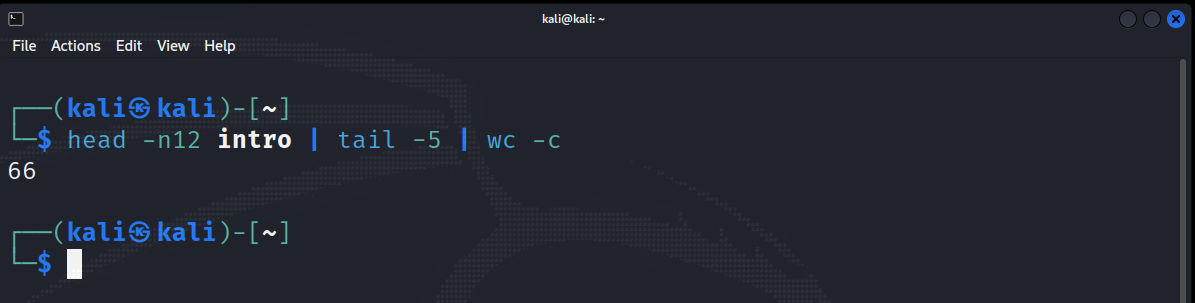 kali@kali: ~
File Actions Edit View Help
┌──(kali㉿kali)-[~]
└─$ head -n12 intro | tail -5 | wc -c
66
┌──(kali㉿kali)-[~]
└─$